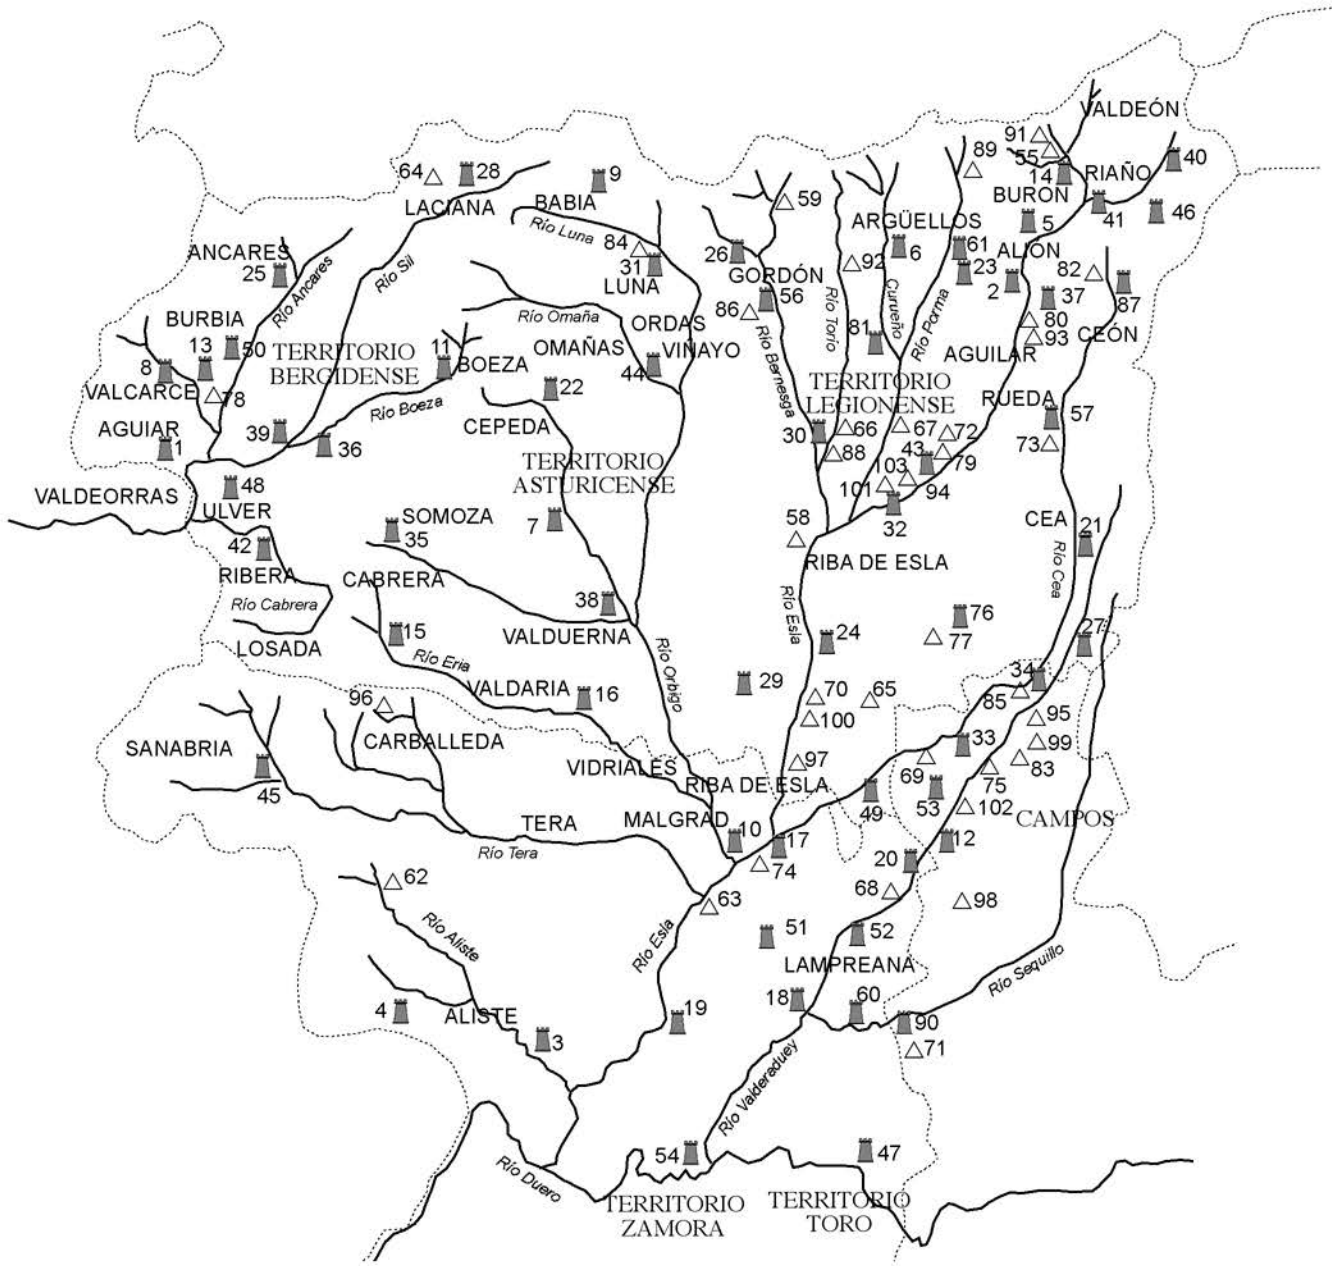 VALDEÓN
91
55
89
40
64
28
9
14
RIAÑO
LACIANA
BABIA
59
BURON
41
46
ARGÜELLOS
5
Río Luna
84
26
6
61
ALIÓN
ANCARES
25
Río Ancares
Río Sil
31
LUNA
GORDÓN
92
23
2
82
87
37
56
86
Río Torío
Curueño
Río Porma
80
93
CEÓN
BURBIA
Río Omaña
ORDAS
Río Bernesga
81
13
50
TERRITORIO
BERGIDENSE
11
BOEZA
OMAÑAS
VINAYO
44
AGUILAR
8
VALCARCE
78
22
TERRITORIO
LEGIONENSE
RUEDA
57
Río Boeza
AGUIAR
1
39
36
CEPEDA
30
66
67
72
73
88
43
79
TERRITORIO
ASTURICENSE
103
101
94
VALDEORRAS
48
ULVER
32
SOMOZA
35
7
58
CEA
21
42
RIBERA
RIBA DE ESLA
CABRERA
Río Cea
Río Cabrera
38
Río Esla
76
LOSADA
15
VALDUERNA
24
77
27
Río Eria
Río Orbigo
34
VALDARIA
16
29
70
65
85
96
100
95
SANABRIA
CARBALLEDA
33
99
VIDRIALES
97
69
83
45
RIBA DE ESLA
75
49
53
102
CAMPOS
TERA
MALGRAD
10
17
12
Río Tera
74
20
62
63
68
98
Río Aliste
Río Esla
51
52
LAMPREANA
Río Sequillo
4
ALISTE
19
18
60
90
3
71
Río Valderaduey
54
47
Río Duero
TERRITORIO
ZAMORA
TERRITORIO
TORO